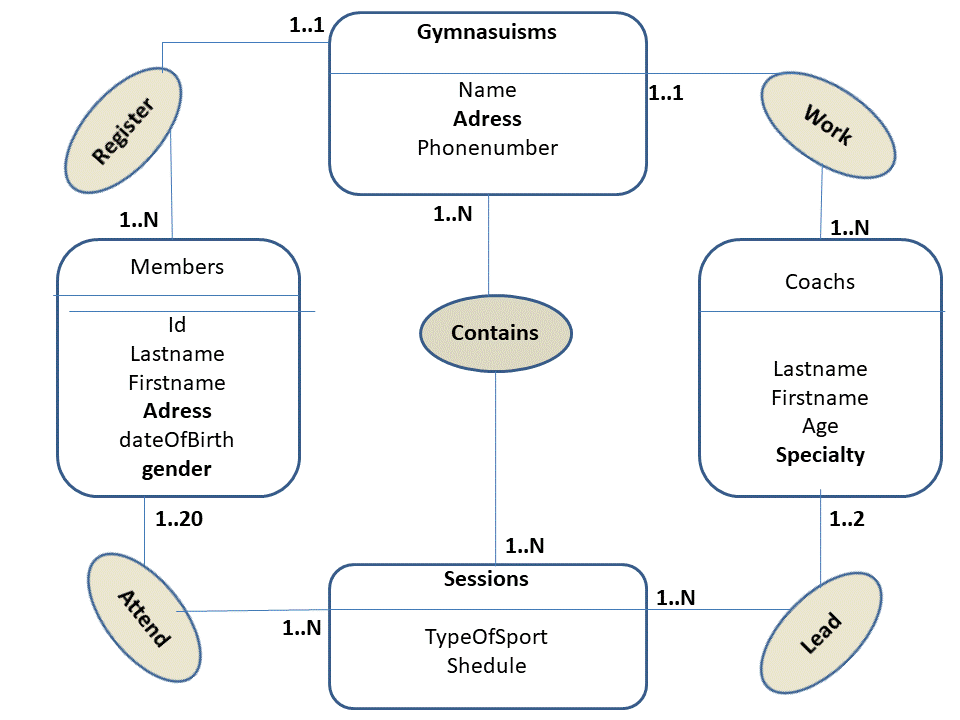 1..1
Gymnasuisms
Name
Adress
Phonenumber
1..1
Register
Work
1..N
1..N
1..N
Members
Id
Lastname
Firstname
Adress
dateOfBirth
gender
Contains
Coachs
Lastname
Firstname
Age
Specialty
1..20
1..2
1..N
Attend
1..N
Sessions
TypeOfSport
Shedule
1..N
Lead